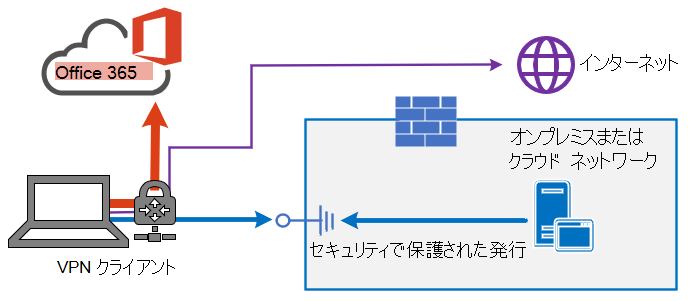 Office 365
インターネット
オンプレミスまたは
クラウド ネットワーク
セキュリティで保護された発行
VPN クライアント